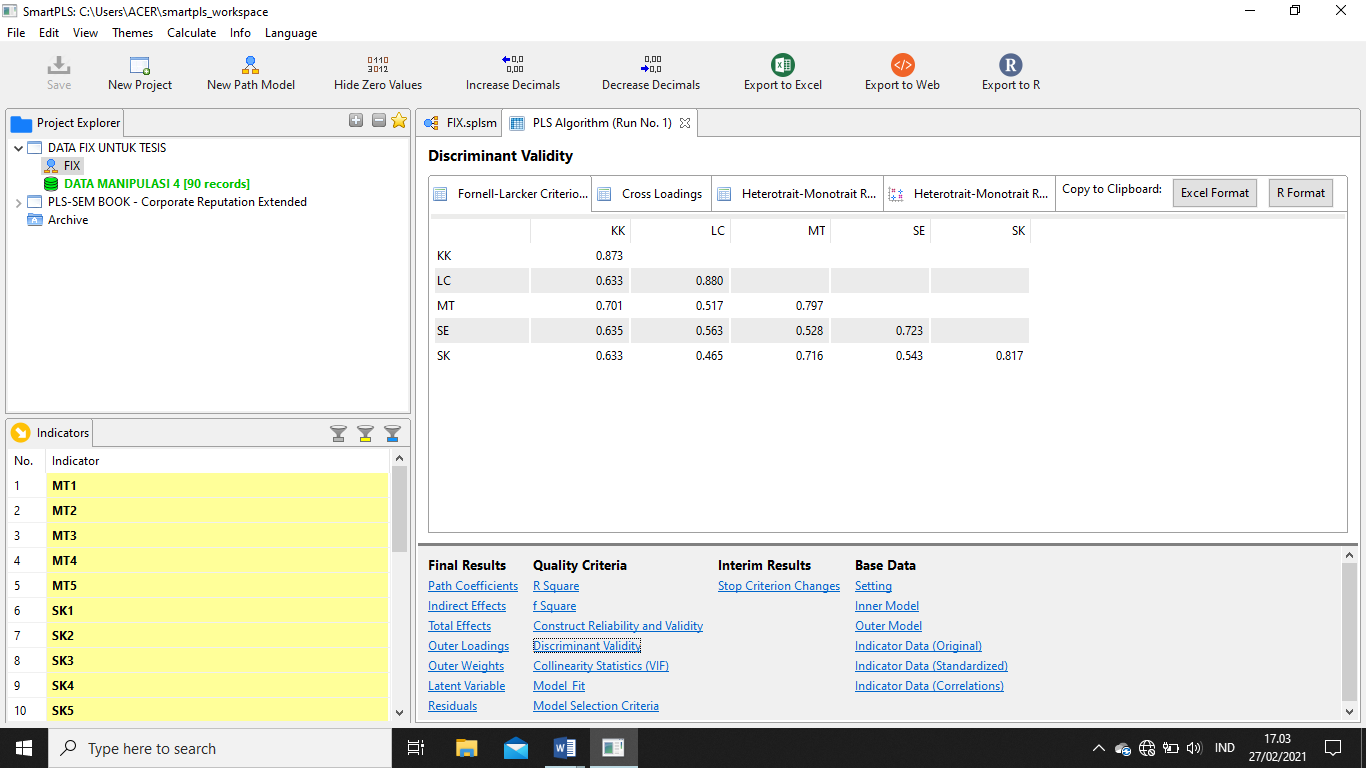 SmartPLS: C:\Users\ACER\smartpls_workspace
File Edit View Themes Calculate Info Language
0110 3012 0,00 0,00
Save New Project New Path Model Hide Zero Values Increase Decimals Decrease Decimals Export to Excel Export to Web Export to R
Project Explorer
DATA FIX UNTUK TESIS
FIX
DATA MANIPULASI 4 [90 records]
PLS-SEM BOOK - Corporate Reputation Extended
Archive
Indicators
No. Indicator
1 MT1
2 MT2
3 MT3
4 MT4
5 MT5
6 SK1
7 SK2
8 SK3
9 SK4
10 SK5
FIX.splsm PLS Algorithm (Run No. 1)
Discriminant Validity
Fornell-Larcker Criterio... Cross Loadings Heterotrait-Monotrait R... Heterotrait-Monotrait R... Copy to Clipboard: Excel Format R Format
KK LC MT SE SK
KK 0.873
LC 0.633 0.880
MT 0.701 0.517 0.797
SE 0.635 0.563 0.528 0.723
SK 0.633 0.465 0.716 0.543 0.817
Final Results Quality Criteria Interim Results Base Data
Path Coefficients R Square Stop Criterion Changes Setting
Indirect Effects f Square Inner Model
Total Effects Construct Reliability and Validity Outer Model
Outer Loadings Discriminant Validity Indicator Data (Original)
Outer Weights Collinearity Statistics (VIF) Indicator Data (Standardized)
Latent Variable Model_Fit Indicator Data (Correlations)
Residuals Model Selection Criteria
Type here to search
IND
17.03
27/02/2021